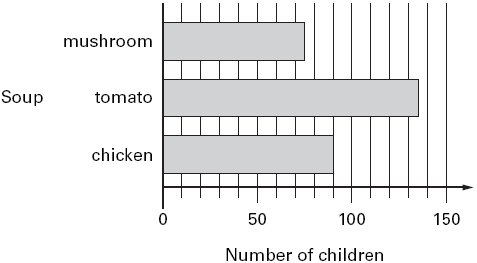 mushroom
Soup tomato
chicken
0 50 100 150
Number of children